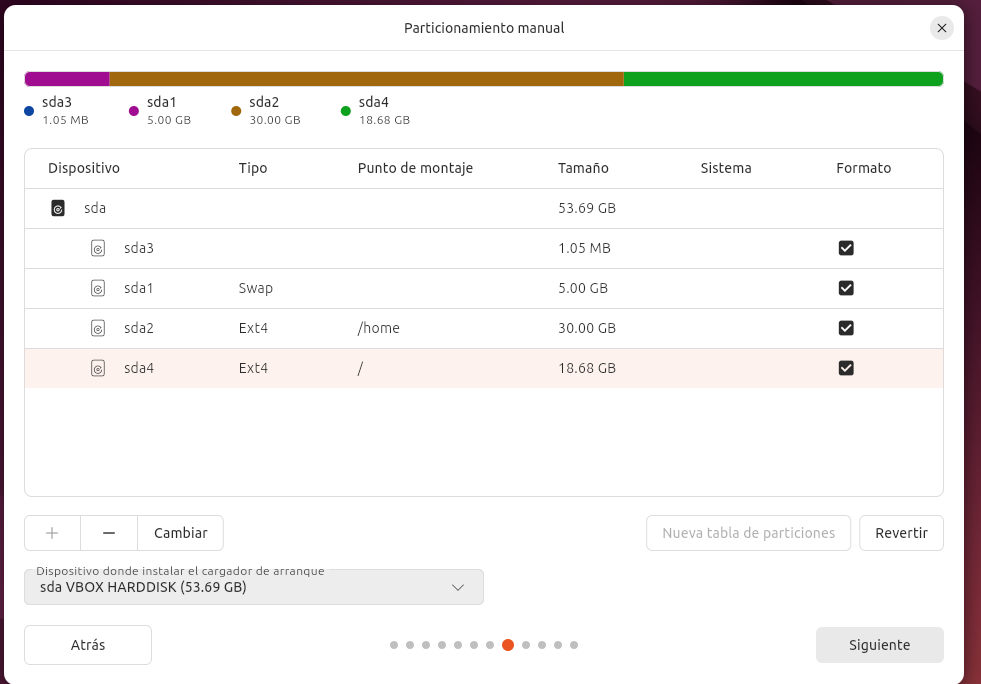 Particionamiento manual
sda3 sda1 sda2 sda4
1.05 MB 5.00 GB 30.00 GB 18.68 GB
Dispositivo Tipo Punto de montaje Tamaño Sistema Formato
sda 53.69 GB
sda3 1.05 MB
sda1 Swap 5.00 GB
sda2 Ext4 /home 30.00 GB
sda4 Ext4 / 18.68 GB
+ − Cambiar Nueva tabla de particiones Revertir
Dispositivo donde instalar el cargador de arranque
sda VBOX HARDDISK (53.69 GB)
Atrás Siguiente